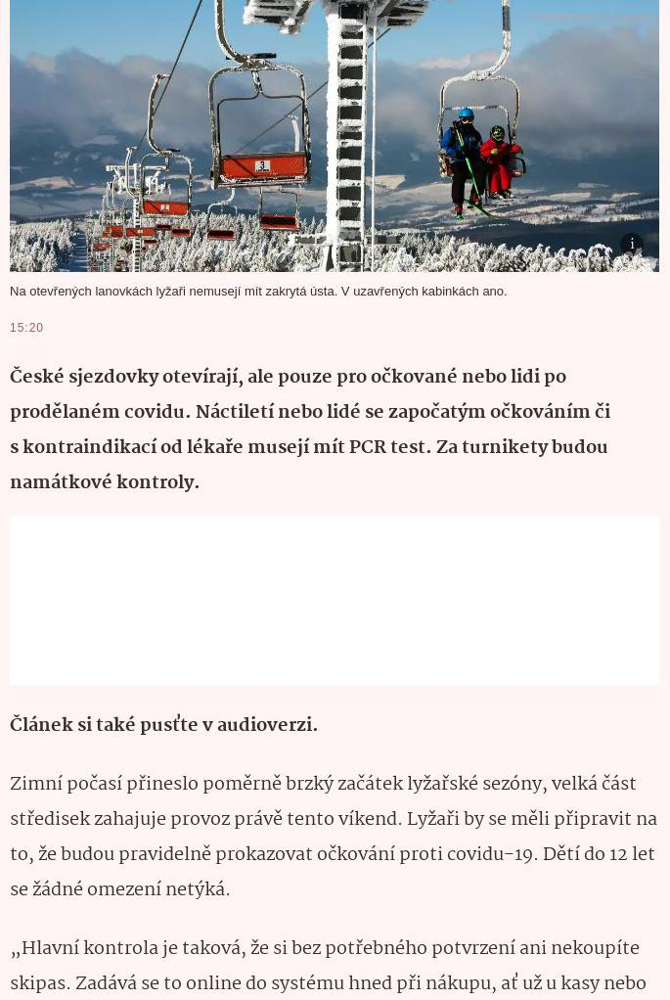 3
2
i
Na otevřených lanovkách lyžaři nemusejí mít zakrytá ústa. V uzavřených kabinkách ano.
15:20
České sjezdovky otevírají, ale pouze pro očkované nebo lidi po
prodělaném covidu. Náctiletí nebo lidé se započatým očkováním či
s kontraindikací od lékaře musejí mít PCR test. Za turnikety budou
namátkové kontroly.
Článek si také pusťte v audioverzi.
Zimní počasí přineslo poměrně brzký začátek lyžařské sezóny, velká část
středisek zahajuje provoz právě tento víkend. Lyžaři by se měli připravit na
to, že budou pravidelně prokazovat očkování proti covidu-19. Dětí do 12 let
se žádné omezení netýká.
„Hlavní kontrola je taková, že si bez potřebného potvrzení ani nekoupíte
skipas. Zadává se to online do systému hned při nákupu, ať už u kasy nebo